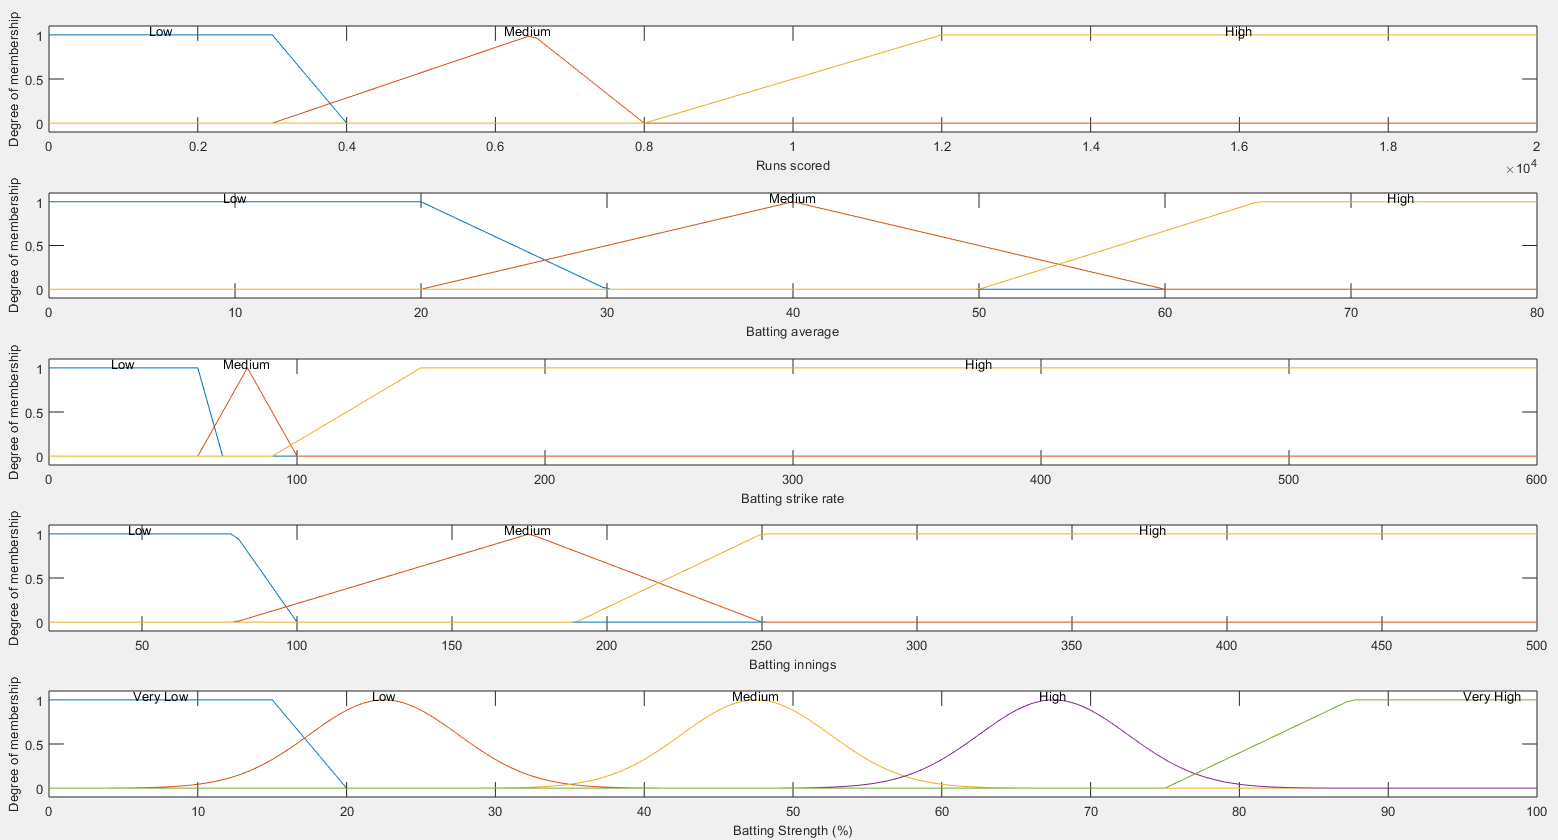 Degree of membership
Low Medium High
1
0.5
0
0 0.2 0.4 0.6 0.8 1 1.2 1.4 1.6 1.8 2
Runs scored
×10⁴
Degree of membership
Low Medium High
1
0.5
0
0 10 20 30 40 50 60 70 80
Batting average
Degree of membership
Low Medium High
1
0.5
0
0 100 200 300 400 500 600
Batting strike rate
Degree of membership
Low Medium High
1
0.5
0
50 100 150 200 250 300 350 400 450 500
Batting innings
Degree of membership
Very Low Low Medium High Very High
1
0.5
0
0 10 20 30 40 50 60 70 80 90 100
Batting Strength (%)